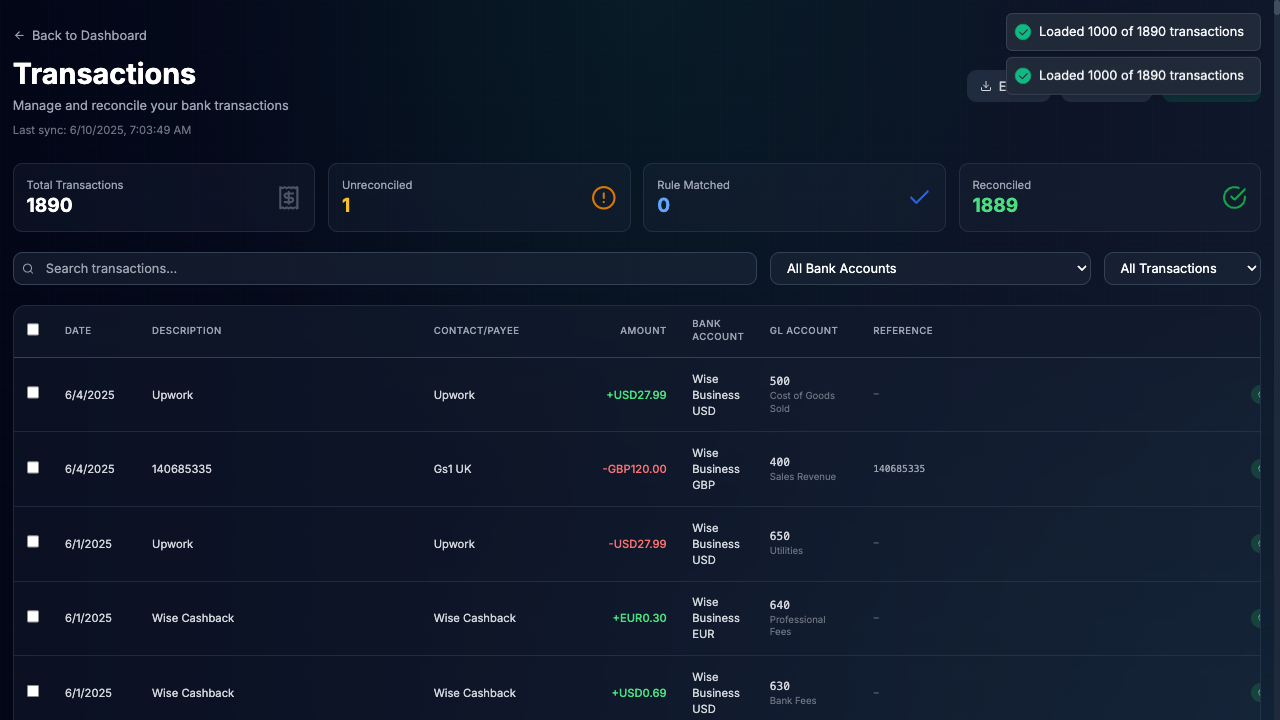 Back to Dashboard
Transactions
Manage and reconcile your bank transactions
Last sync: 6/10/2025, 7:03:49 AM
Loaded 1000 of 1890 transactions
Loaded 1000 of 1890 transactions
E
Total Transactions
1890
Unreconciled
1
Rule Matched
0
Reconciled
1889
Search transactions...
All Bank Accounts
All Transactions
DATE DESCRIPTION CONTACT/PAYEE AMOUNT BANK ACCOUNT GL ACCOUNT REFERENCE
6/4/2025 Upwork Upwork +USD27.99 Wise Business USD 500 Cost of Goods Sold –
6/4/2025 140685335 Gs1 UK -GBP120.00 Wise Business GBP 400 Sales Revenue 140685335
6/1/2025 Upwork Upwork -USD27.99 Wise Business USD 650 Utilities –
6/1/2025 Wise Cashback Wise Cashback +EUR0.30 Wise Business EUR 640 Professional Fees –
6/1/2025 Wise Cashback Wise Cashback +USD0.69 Wise Business USD 630 Bank Fees –